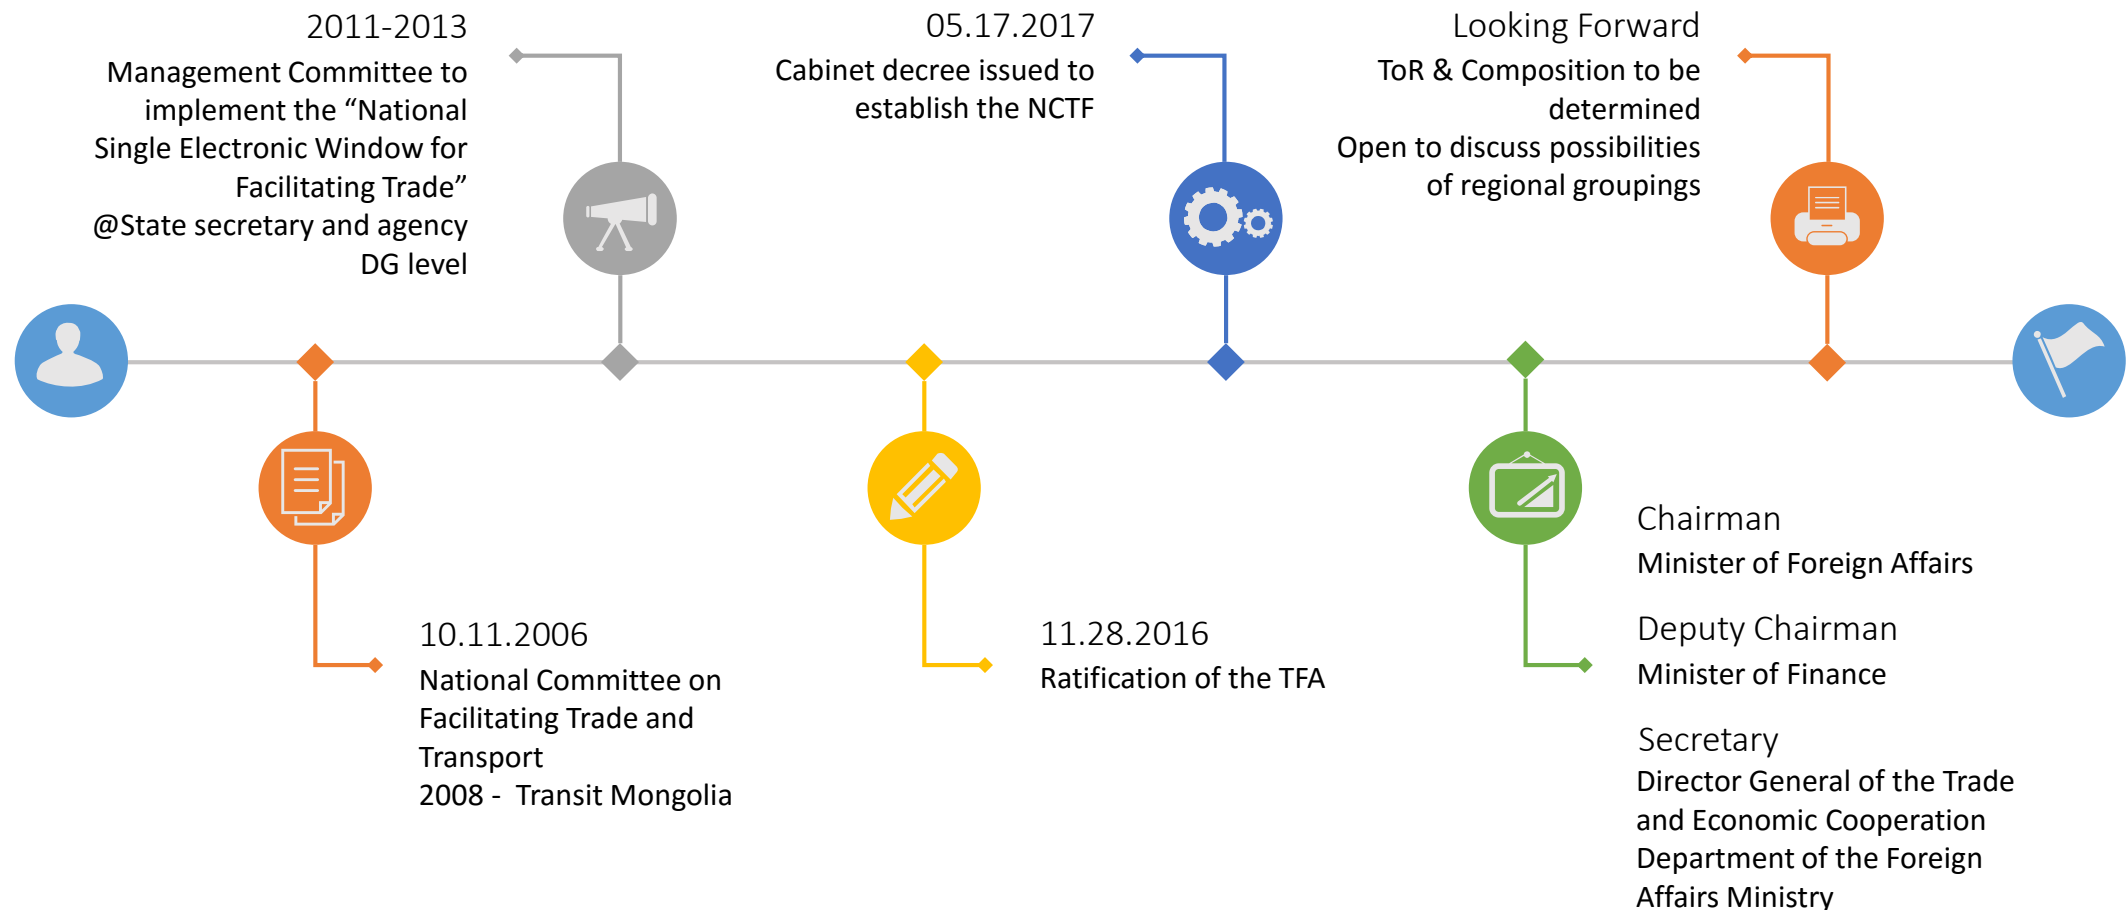 2011-2013
Management Committee to
implement the “National
Single Electronic Window for
Facilitating Trade”
@State secretary and agency
DG level
05.17.2017
Cabinet decree issued to
establish the NCTF
Looking Forward
ToR & Composition to be
determined
Open to discuss possibilities
of regional groupings
10.11.2006
National Committee on
Facilitating Trade and
Transport
2008 - Transit Mongolia
11.28.2016
Ratification of the TFA
Chairman
Minister of Foreign Affairs
Deputy Chairman
Minister of Finance
Secretary
Director General of the Trade
and Economic Cooperation
Department of the Foreign
Affairs Ministry